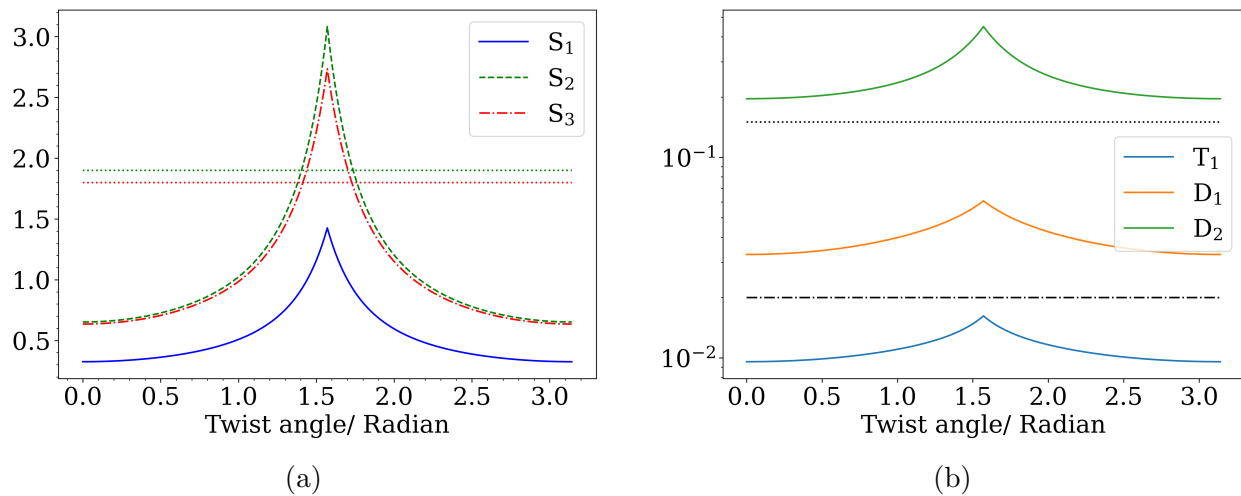 3.0
2.5
2.0
1.5
1.0
0.5
0.0 0.5 1.0 1.5 2.0 2.5 3.0
Twist angle/ Radian
S₁
S₂
S₃
(a)
10⁻¹
10⁻²
0.0 0.5 1.0 1.5 2.0 2.5 3.0
Twist angle/ Radian
T₁
D₁
D₂
(b)